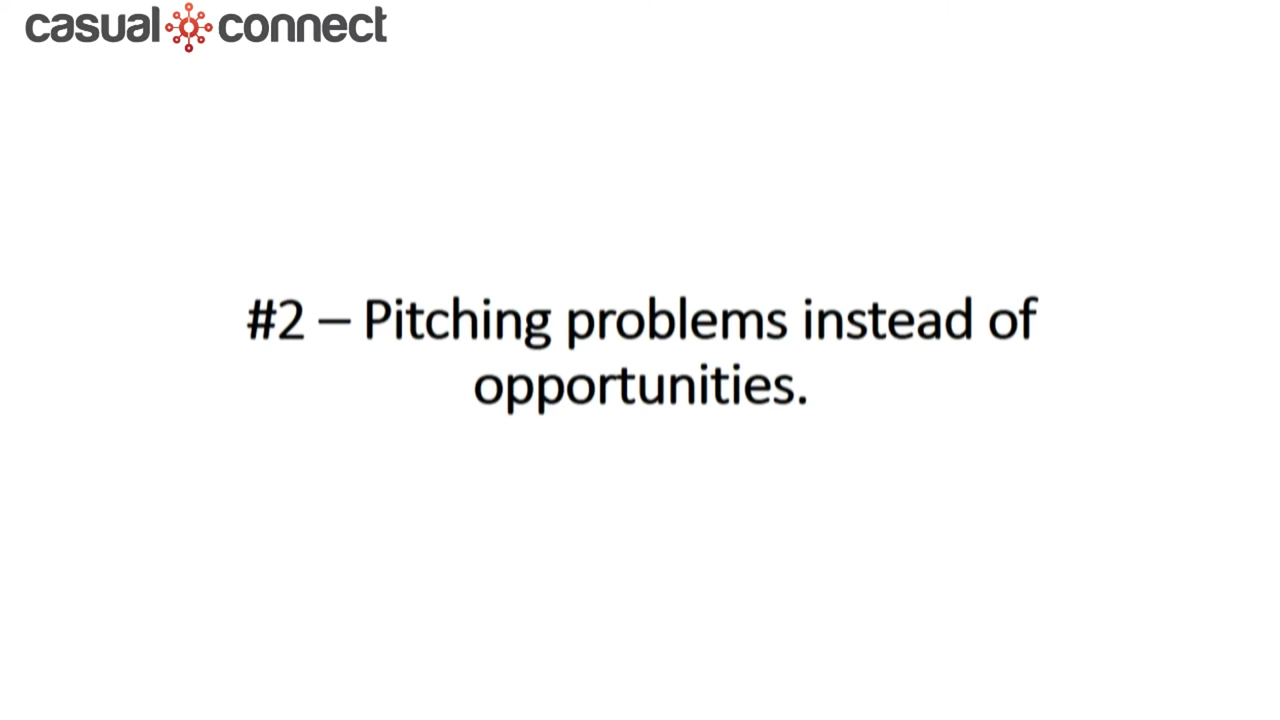 casual connect
#2 – Pitching problems instead of
opportunities.